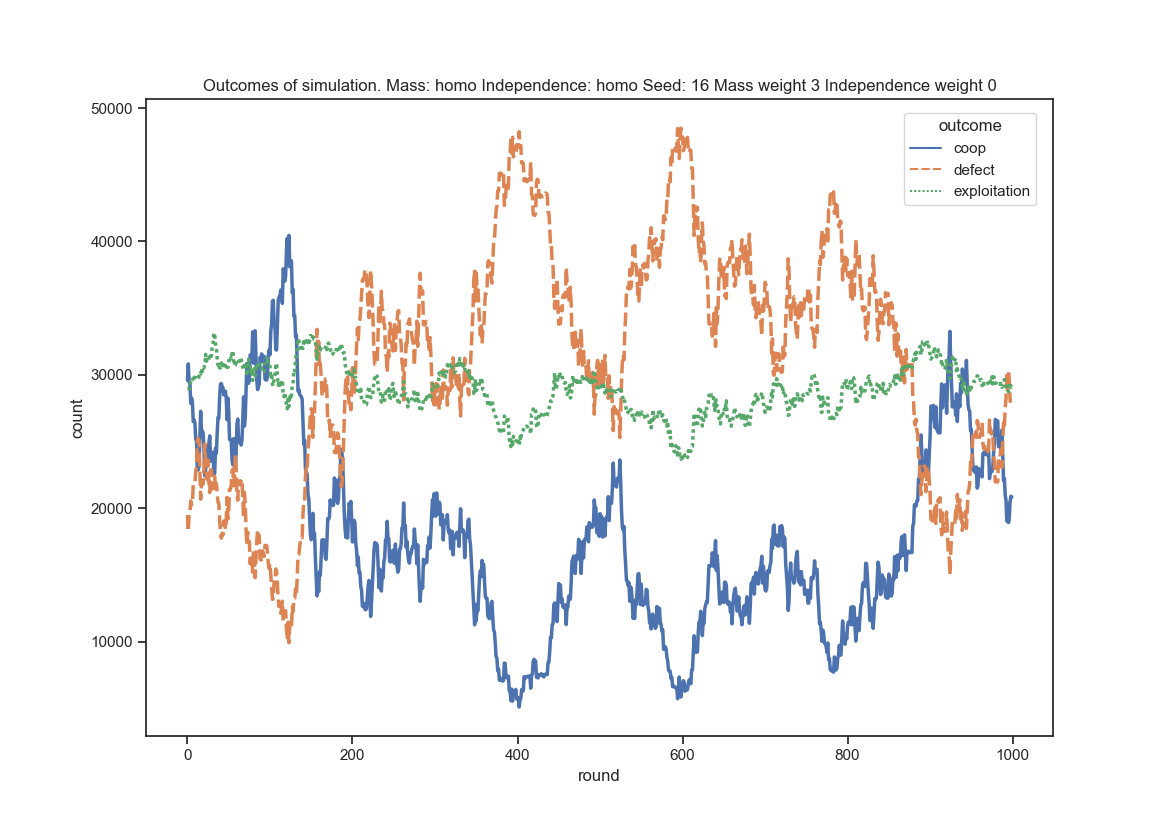 Outcomes of simulation. Mass: homo Independence: homo Seed: 16 Mass weight 3 Independence weight 0
50000
40000
30000
20000
10000
count
outcome
coop
defect
exploitation
0
200
400
600
800
1000
round